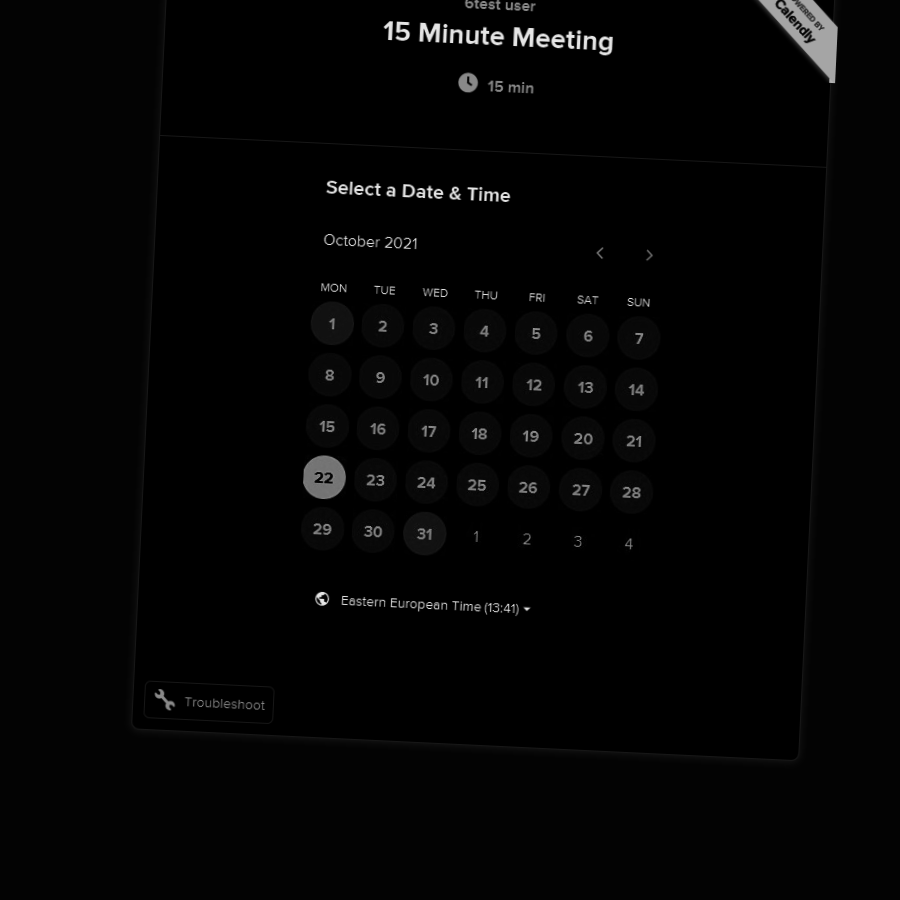 6test user
15 Minute Meeting
15 min
POWERED BY
Calendly
Select a Date & Time
October 2021
MON TUE WED THU FRI SAT SUN
1 2 3 4 5 6 7
8 9 10 11 12 13 14
15 16 17 18 19 20 21
22 23 24 25 26 27 28
29 30 31 1 2 3 4
Eastern European Time (13:41)
Troubleshoot